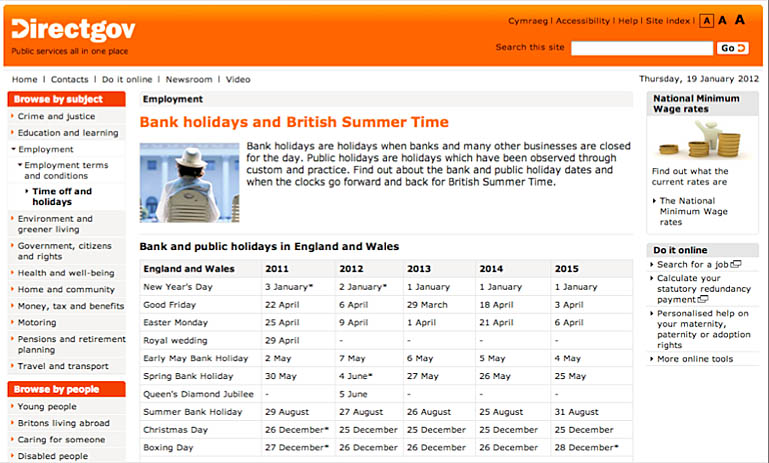 Directgov
Public services all in one place
Cymraeg | Accessibility | Help | Site index | A A A
Search this site Go
Home | Contacts | Do it online | Newsroom | Video
Thursday, 19 January 2012
Browse by subject
Crime and justice
Education and learning
Employment
Employment terms
and conditions
Time off and
holidays
Environment and
greener living
Government, citizens
and rights
Health and well-being
Home and community
Money, tax and benefits
Motoring
Pensions and retirement
planning
Travel and transport
Browse by people
Young people
Britons living abroad
Caring for someone
Disabled people
Employment
Bank holidays and British Summer Time
Bank holidays are holidays when banks and many other businesses are closed
for the day. Public holidays are holidays which have been observed through
custom and practice. Find out about the bank and public holiday dates and
when the clocks go forward and back for British Summer Time.
Bank and public holidays in England and Wales
England and Wales 2011 2012 2013 2014 2015
New Year's Day 3 January* 2 January* 1 January 1 January 1 January
Good Friday 22 April 6 April 29 March 18 April 3 April
Easter Monday 25 April 9 April 1 April 21 April 6 April
Royal wedding 29 April - - - -
Early May Bank Holiday 2 May 7 May 6 May 5 May 4 May
Spring Bank Holiday 30 May 4 June* 27 May 26 May 25 May
Queen's Diamond Jubilee - 5 June - - -
Summer Bank Holiday 29 August 27 August 26 August 25 August 31 August
Christmas Day 26 December* 25 December 25 December 25 December 25 December
Boxing Day 27 December* 26 December 26 December 26 December 28 December*
National Minimum
Wage rates
Find out what the
current rates are
The National
Minimum Wage
rates
Do it online
Search for a job
Calculate your
statutory redundancy
payment
Personalised help on
your maternity,
paternity or adoption
rights
More online tools